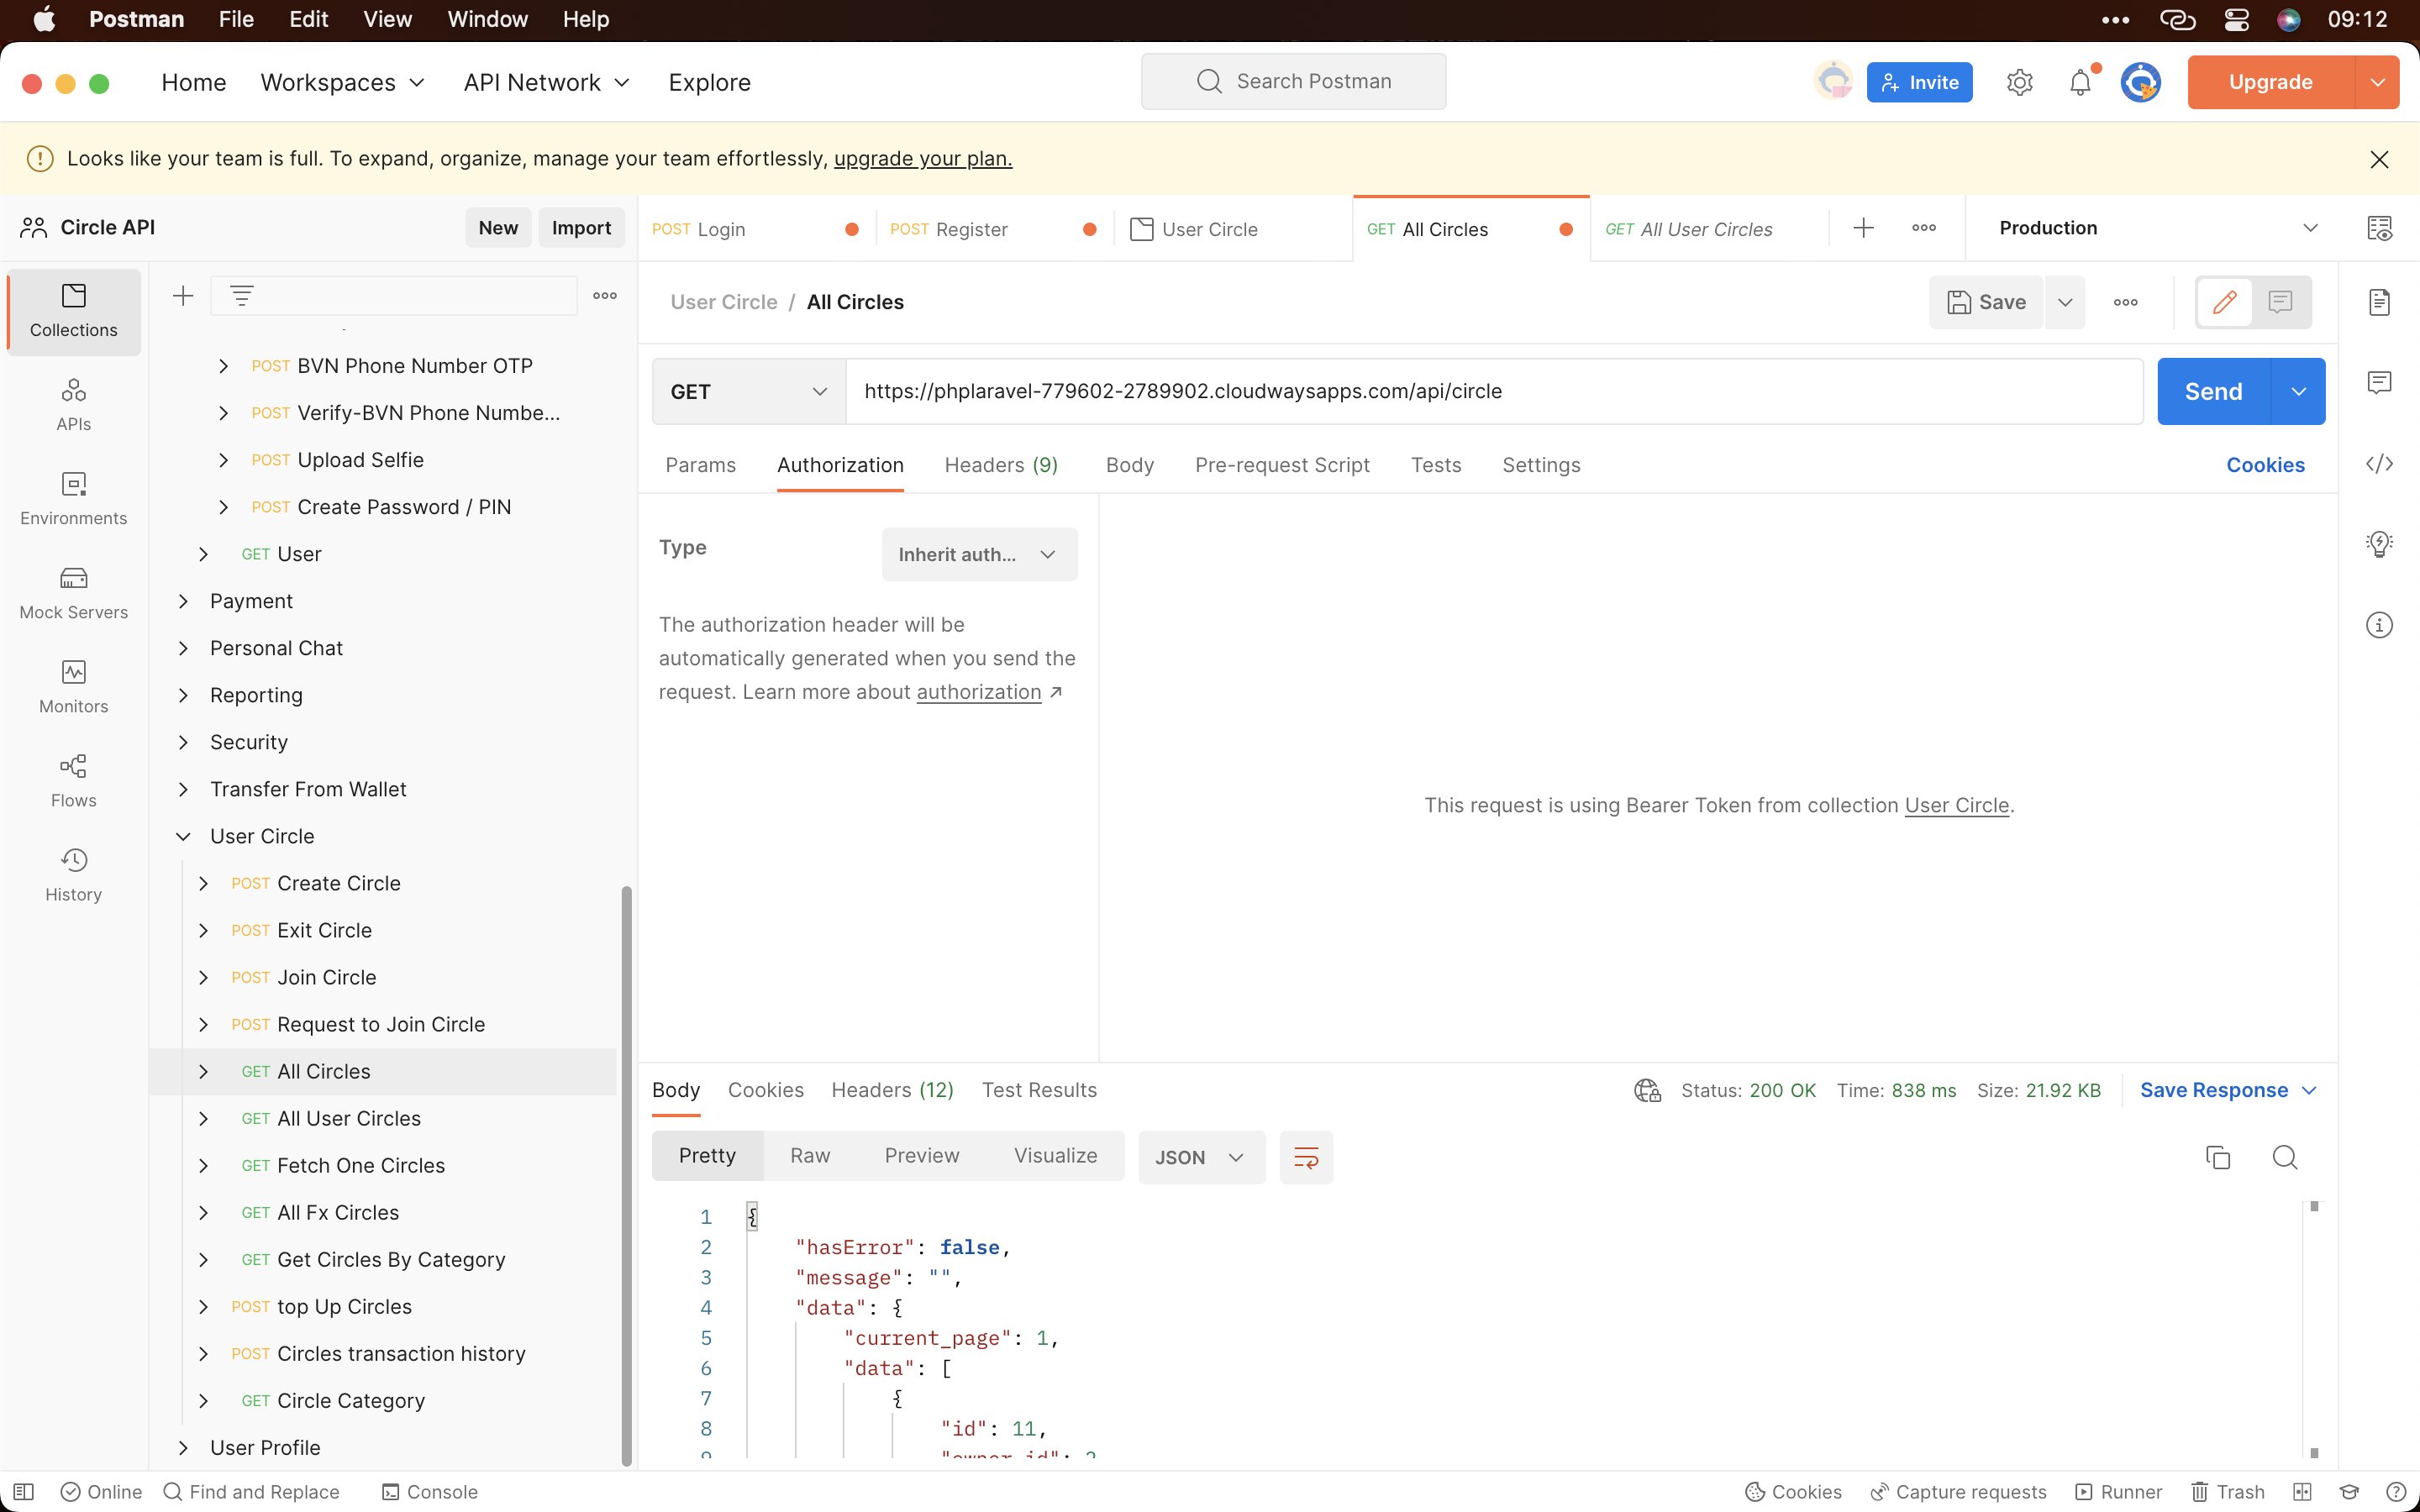 Postman File Edit View Window Help 09:12
Home Workspaces API Network Explore Search Postman Invite Upgrade
Looks like your team is full. To expand, organize, manage your team effortlessly, upgrade your plan.
Circle API New Import
POST Login POST Register User Circle GET All Circles GET All User Circles Production
Collections
APIs
Environments
Mock Servers
Monitors
Flows
History
POST BVN Phone Number OTP
POST Verify-BVN Phone Numbe...
POST Upload Selfie
POST Create Password / PIN
GET User
Payment
Personal Chat
Reporting
Security
Transfer From Wallet
User Circle
POST Create Circle
POST Exit Circle
POST Join Circle
POST Request to Join Circle
GET All Circles
GET All User Circles
GET Fetch One Circles
GET All Fx Circles
GET Get Circles By Category
POST top Up Circles
POST Circles transaction history
GET Circle Category
User Profile
User Circle / All Circles Save
GET https://phplaravel-779602-2789902.cloudwaysapps.com/api/circle Send
Params Authorization Headers (9) Body Pre-request Script Tests Settings Cookies
Type Inherit auth...
The authorization header will be
automatically generated when you send the
request. Learn more about authorization ↗
This request is using Bearer Token from collection User Circle.
Body Cookies Headers (12) Test Results Status: 200 OK Time: 838 ms Size: 21.92 KB Save Response
Pretty Raw Preview Visualize JSON
1 {
2 "hasError": false,
3 "message": "",
4 "data": {
5 "current_page": 1,
6 "data": [
7 {
8 "id": 11,
Online Find and Replace Console Cookies Capture requests Runner Trash